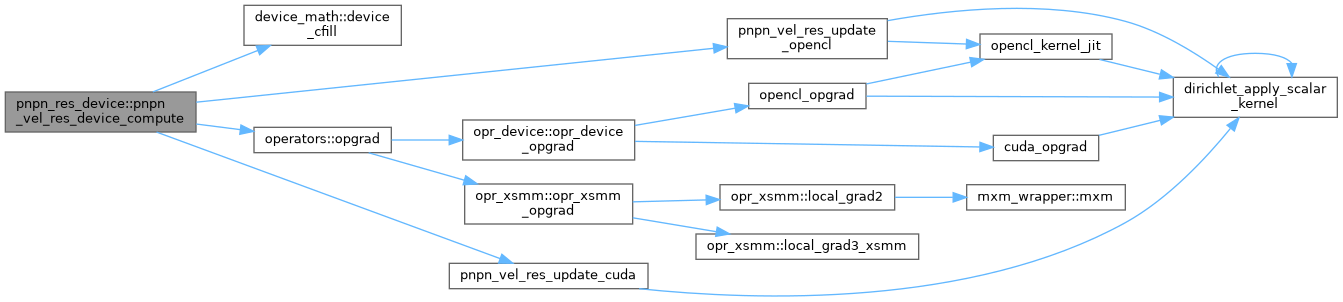 device_math::device
_cfill
pnpn_vel_res_update
_opencl
opencl_kernel_jit
pnpn_res_device::pnpn
_vel_res_device_compute
opencl_opgrad
dirichlet_apply_scalar
_kernel
operators::opgrad
opr_device::opr_device
_opgrad
cuda_opgrad
opr_xsmm::opr_xsmm
_opgrad
opr_xsmm::local_grad2
mxm_wrapper::mxm
opr_xsmm::local_grad3_xsmm
pnpn_vel_res_update_cuda